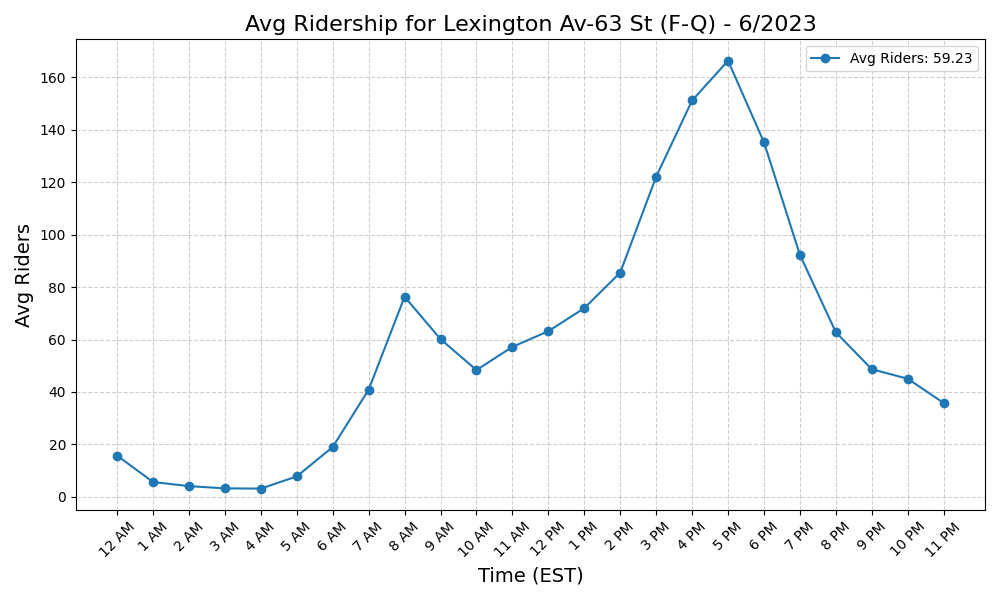 Avg Ridership for Lexington Av-63 St (F-Q) - 6/2023
Avg Riders: 59.23
Avg Riders
160
140
120
100
80
60
40
20
0
12 AM
1 AM
2 AM
3 AM
4 AM
5 AM
6 AM
7 AM
8 AM
9 AM
10 AM
11 AM
12 PM
1 PM
2 PM
3 PM
4 PM
5 PM
6 PM
7 PM
8 PM
9 PM
10 PM
11 PM
Time (EST)